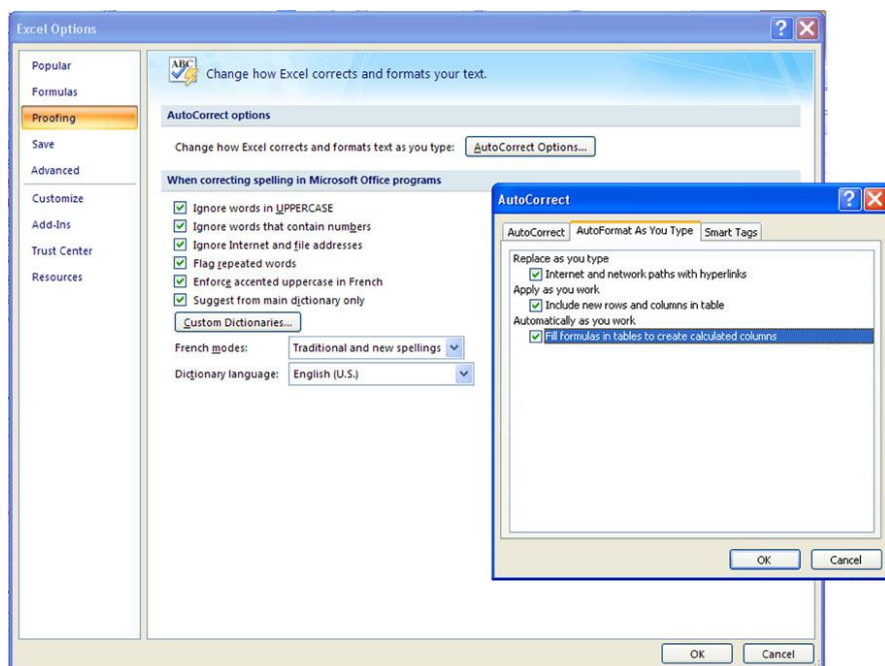 Excel Options
Popular
Formulas
Proofing
Save
Advanced
Customize
Add-Ins
Trust Center
Resources
ABC
Change how Excel corrects and formats your text.
AutoCorrect options
Change how Excel corrects and formats text as you type: AutoCorrect Options...
When correcting spelling in Microsoft Office programs
Ignore words in UPPERCASE
Ignore words that contain numbers
Ignore Internet and file addresses
Flag repeated words
Enforce accented uppercase in French
Suggest from main dictionary only
Custom Dictionaries...
French modes: Traditional and new spellings
Dictionary language: English (U.S.)
OK Cancel
AutoCorrect
AutoCorrect AutoFormat As You Type Smart Tags
Replace as you type
Internet and network paths with hyperlinks
Apply as you work
Include new rows and columns in table
Automatically as you work
Fill formulas in tables to create calculated columns
OK Cancel